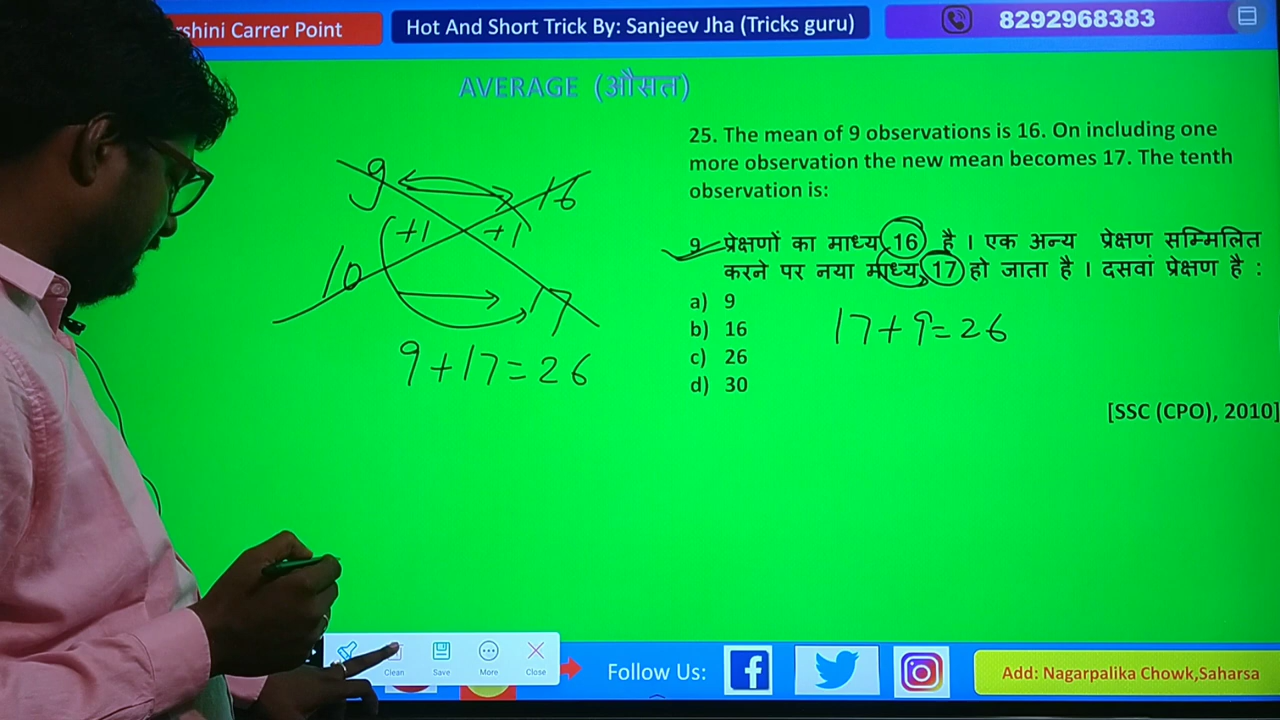 rshini Carrer Point
Hot And Short Trick By: Sanjeev Jha (Tricks guru)
8292968383
AVERAGE (औसत)
25. The mean of 9 observations is 16. On including one
more observation the new mean becomes 17. The tenth
observation is:
9 प्रेक्षणों का माध्य 16 है । एक अन्य प्रेक्षण सम्मिलित
करने पर नया माध्य 17 हो जाता है । दसवां प्रेक्षण है :
a) 9
b) 16
c) 26
d) 30
[SSC (CPO), 2010]
9 16
+1 +1
10 17
9+17=26
17+9=26
Clean Save More Close
Follow Us:
Add: Nagarpalika Chowk,Saharsa